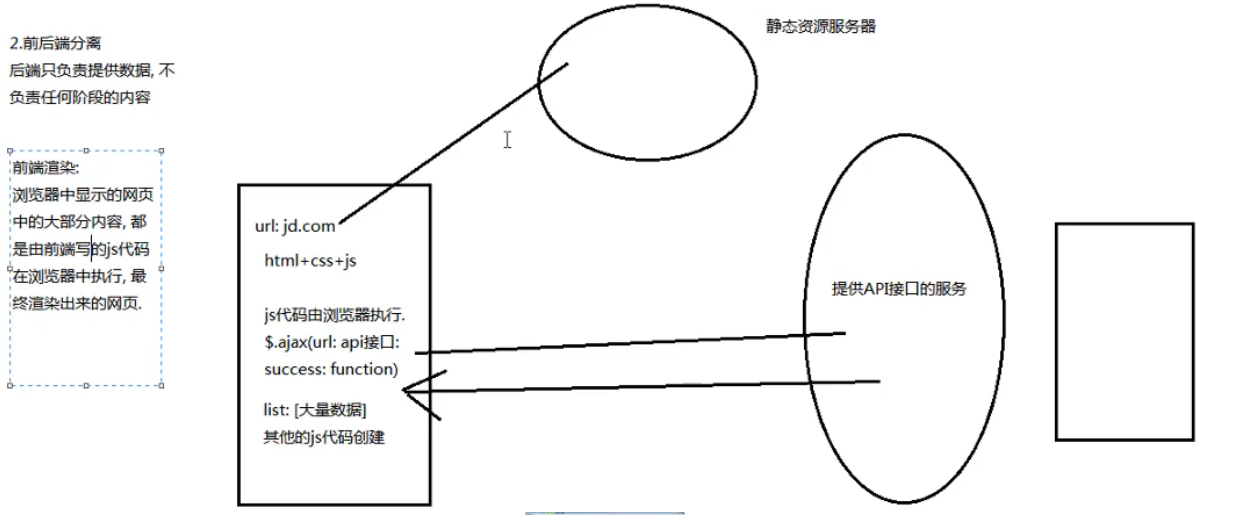 2.前后端分离
后端只负责提供数据, 不
负责任何阶段的内容
前端渲染:
浏览器中显示的网页
中的大部分内容, 都
是由前端写的js代码
在浏览器中执行, 最
终渲染出来的网页.
静态资源服务器
url: jd.com
html+css+js
js代码由浏览器执行.
$.ajax(url: api接口:
success: function)
list: [大量数据]
其他的js代码创建
提供API接口的服务